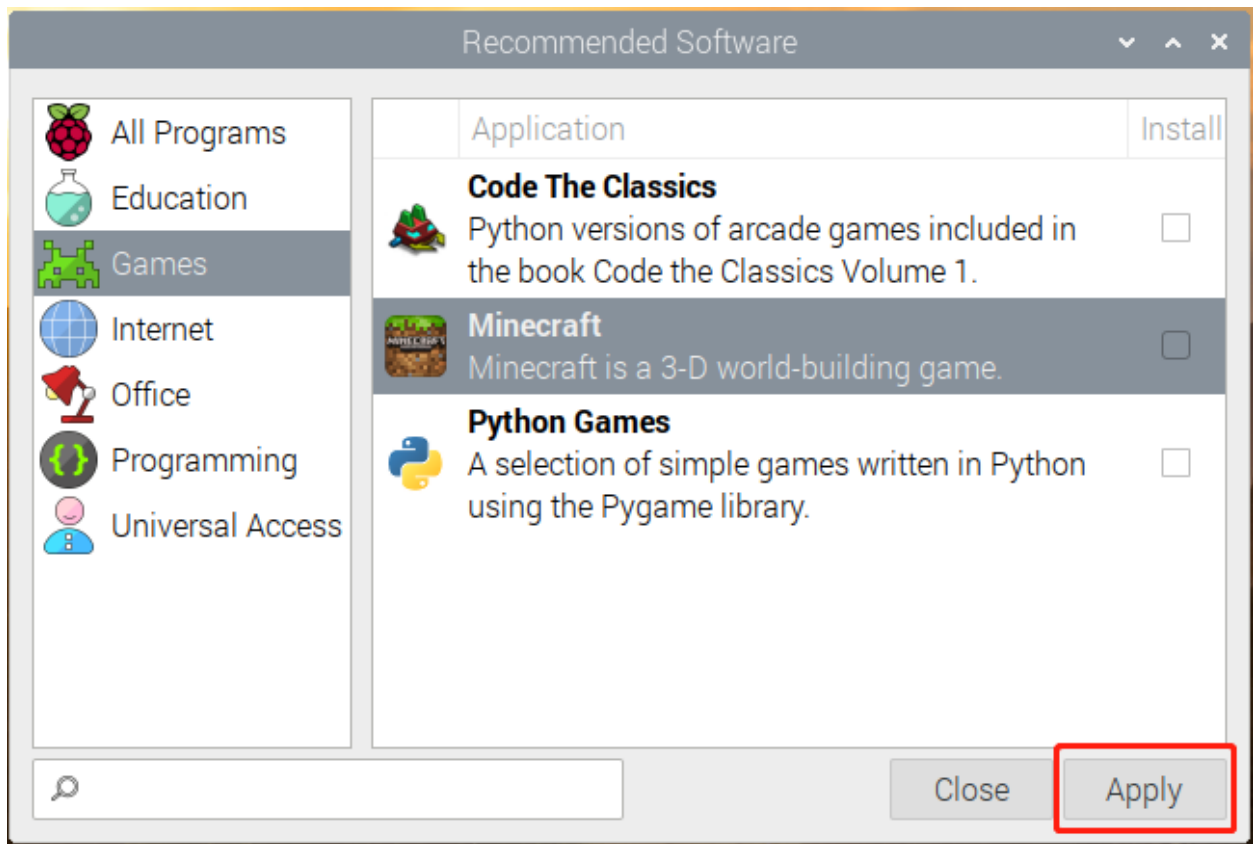 Recommended Software
All Programs
Education
Games
Internet
Office
Programming
Universal Access
Application Install
Code The Classics
Python versions of arcade games included in
the book Code the Classics Volume 1.
MINECRAFT
Minecraft
Minecraft is a 3-D world-building game.
Python Games
A selection of simple games written in Python
using the Pygame library.
Close Apply